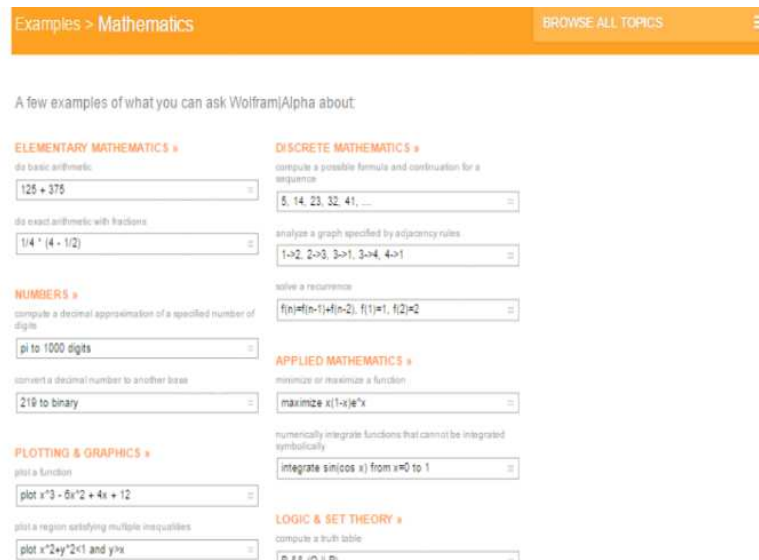 Examples > Mathematics
BROWSE ALL TOPICS
A few examples of what you can ask Wolfram|Alpha about:
ELEMENTARY MATHEMATICS »
do basic arithmetic
125 + 375
do exact arithmetic with fractions
1/4 * (4 - 1/2)
NUMBERS »
compute a decimal approximation of a specified number of
digits
pi to 1000 digits
convert a decimal number to another base
219 to binary
PLOTTING & GRAPHICS »
plot a function
plot x^3 - 6x^2 + 4x + 12
plot a region satisfying multiple inequalities
plot x^2+y^2<1 and y>x
DISCRETE MATHEMATICS »
compute a possible formula and continuation for a
sequence
5, 14, 23, 32, 41, ...
analyze a graph specified by adjacency rules
1->2, 2->3, 3->1, 3->4, 4->1
solve a recurrence
f(n)=f(n-1)+f(n-2), f(1)=1, f(2)=2
APPLIED MATHEMATICS »
minimize or maximize a function
maximize x(1-x)e^x
numerically integrate functions that cannot be integrated
symbolically
integrate sin(cos x) from x=0 to 1
LOGIC & SET THEORY »
compute a truth table